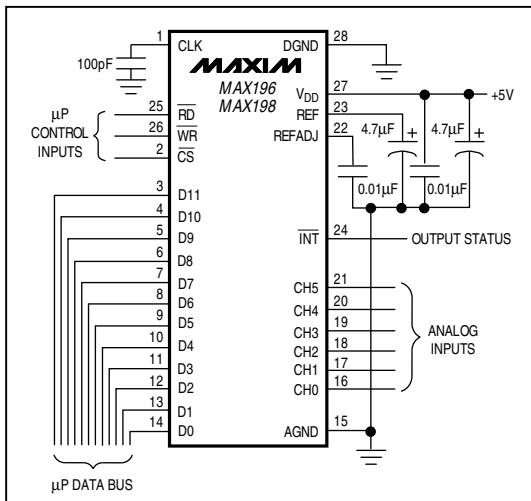 1 CLK DGND 28
100pF
MAXIM
MAX196
MAX198
VDD 27 +5V
µP
CONTROL
INPUTS
25 RD
26 WR
2 CS
REF 23
REFADJ 22
4.7µF + 4.7µF +
0.01µF 0.01µF
3 D11
4 D10
5 D9
6 D8
7 D7
8 D6
9 D5
10 D4
11 D3
12 D2
13 D1
14 D0
INT 24 OUTPUT STATUS
CH5 21
CH4 20
CH3 19
CH2 18
CH1 17
CH0 16
ANALOG
INPUTS
AGND 15
µP DATA BUS